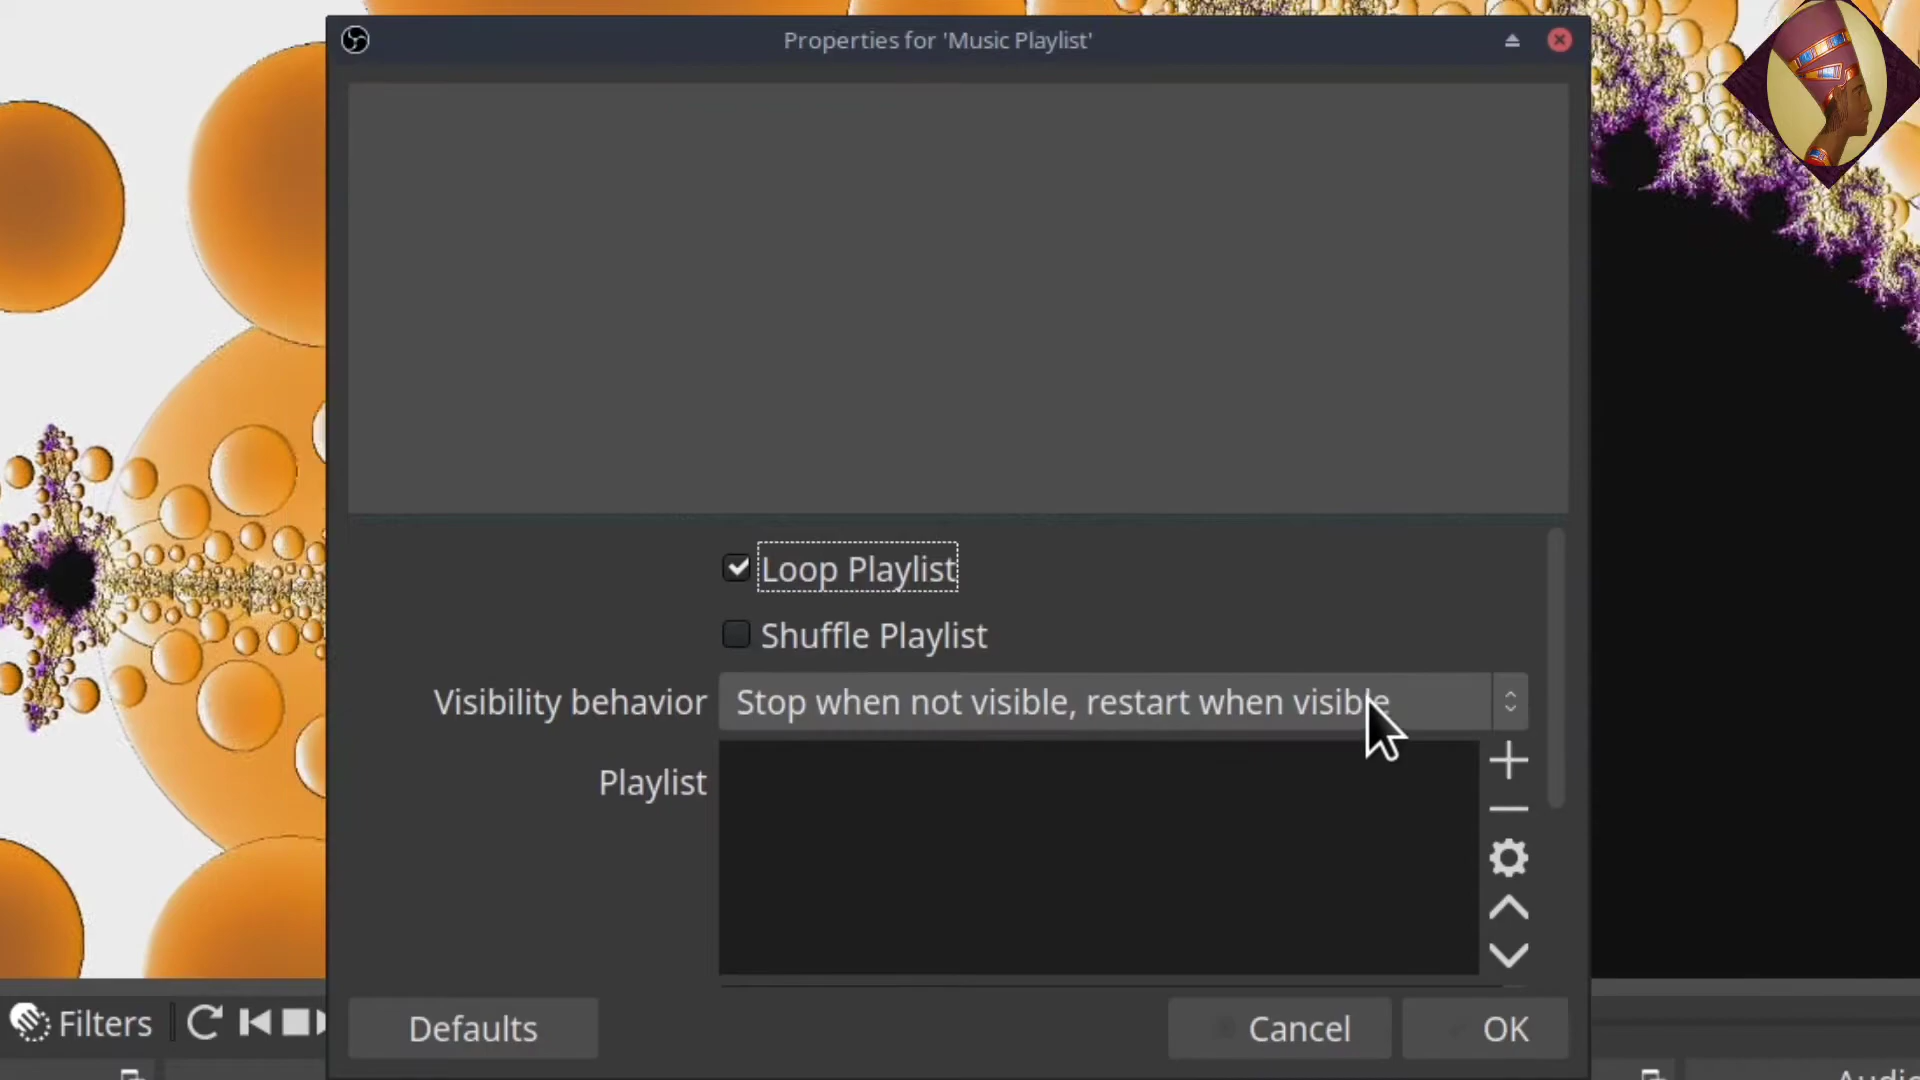 Properties for 'Music Playlist'
Loop Playlist
Shuffle Playlist
Visibility behavior
Stop when not visible, restart when visible
Playlist
Filters
Defaults
Cancel
OK